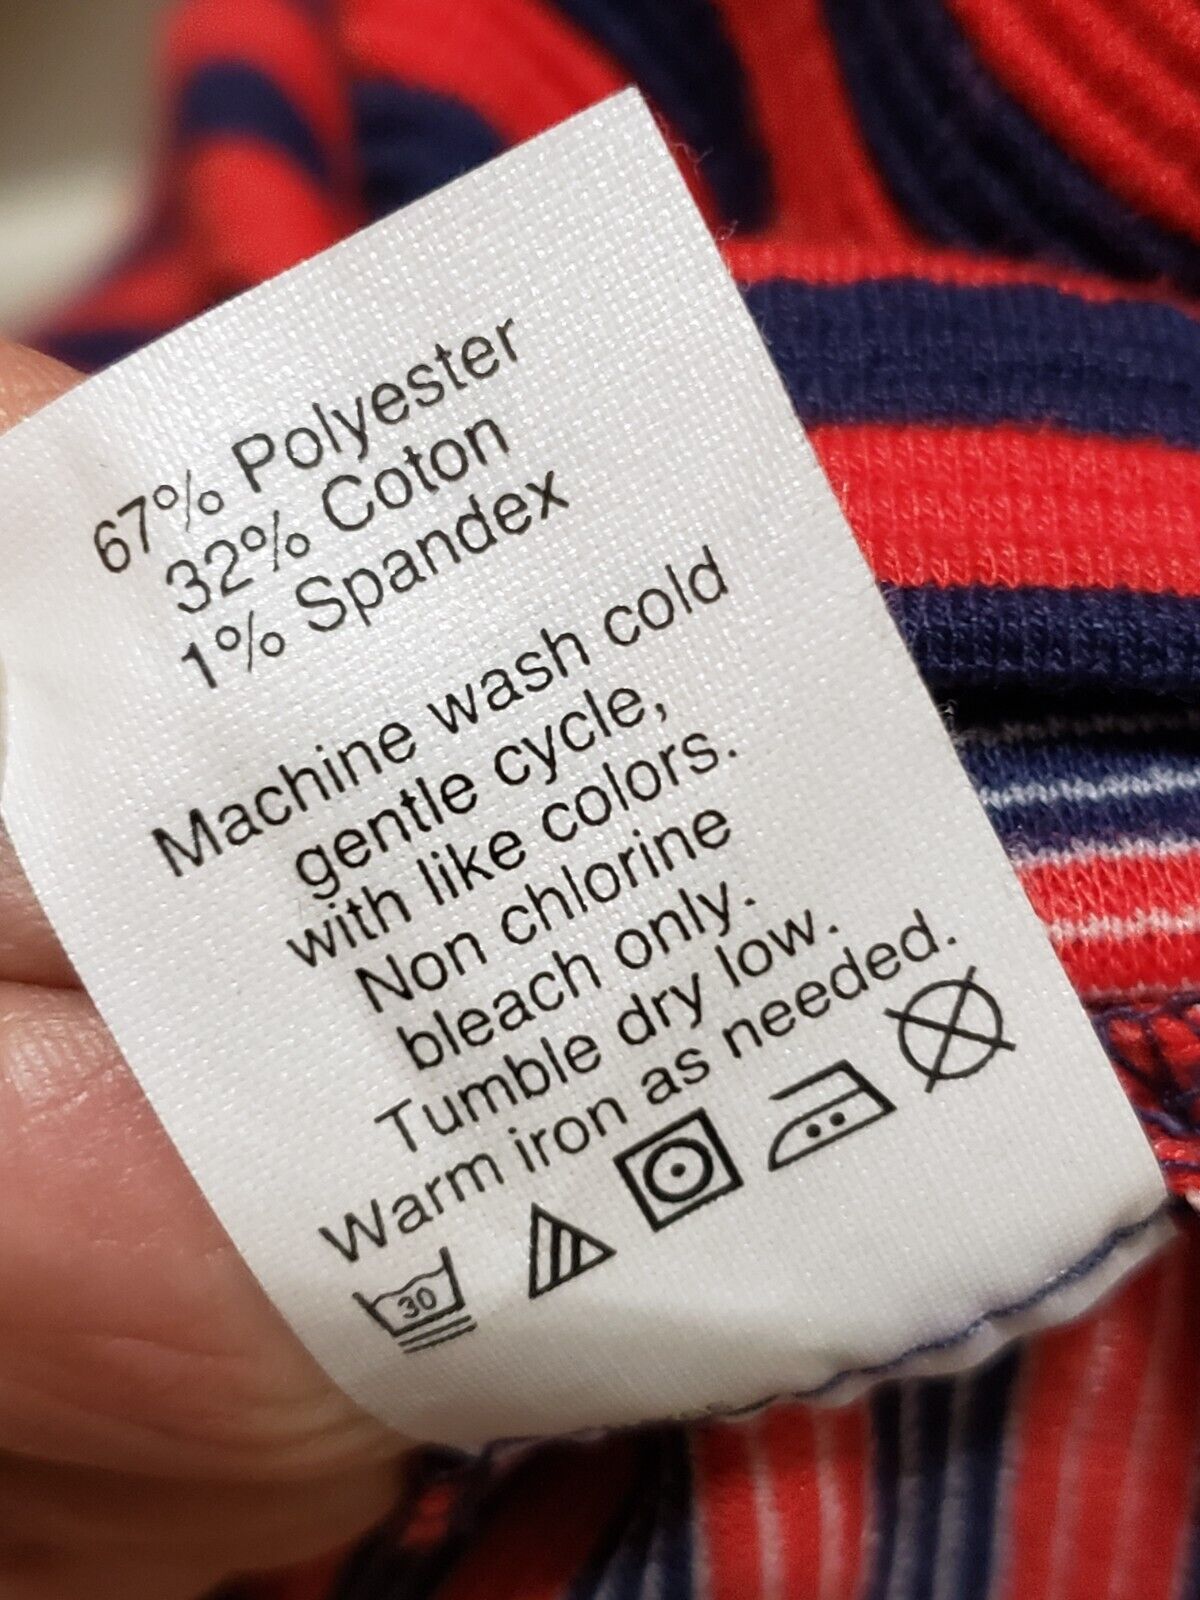 67% Polyester
32% Coton
1% Spandex
Machine wash cold
gentle cycle,
with like colors.
Non chlorine
bleach only.
Tumble dry low.
Warm iron as needed.
30